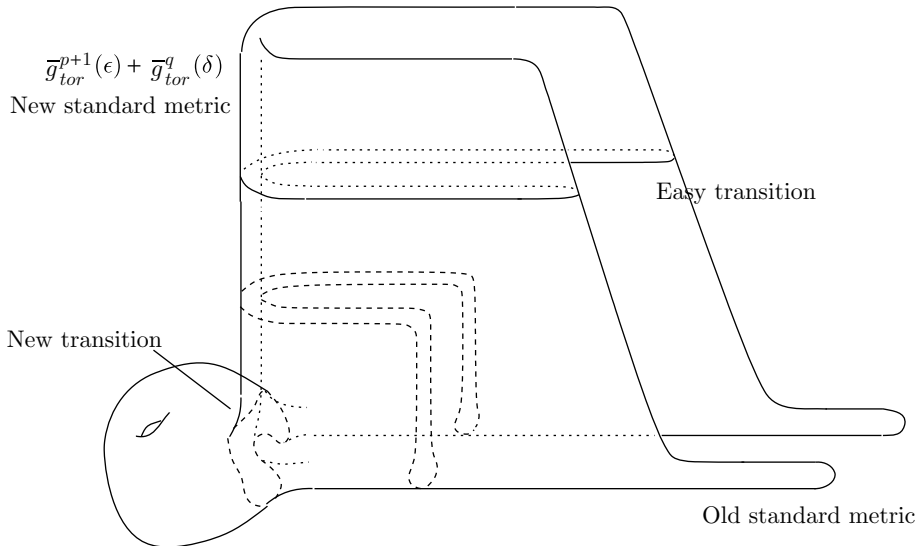 $\overline{g}_{tor}^{p+1}(\epsilon) + \overline{g}_{tor}^{q}(\delta)$
New standard metric
Easy transition
New transition
Old standard metric